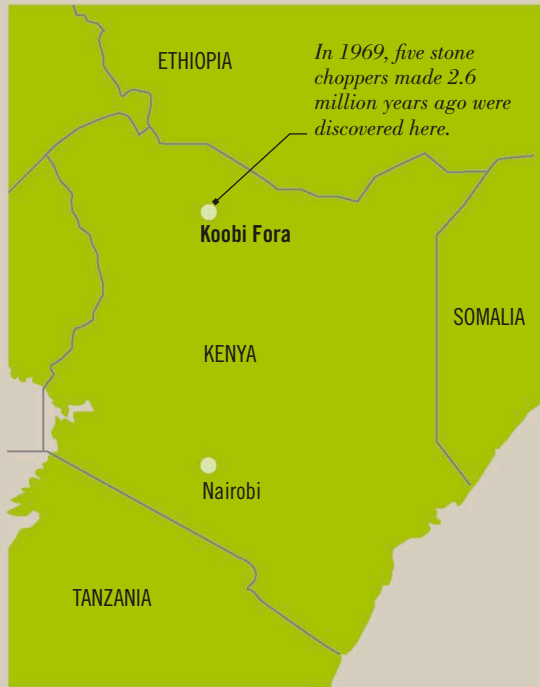 ETHIOPIA
In 1969, five stone
choppers made 2.6
million years ago were
discovered here.
Koobi Fora
SOMALIA
KENYA
Nairobi
TANZANIA